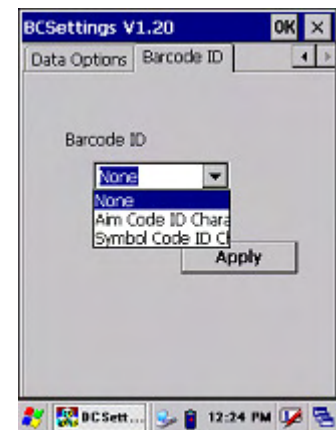 BCSettings V1.20 OK
Data Options Barcode ID
Barcode ID
None
None
Aim Code ID Chara
Symbol Code ID Ch
Apply
BCSett... 12:24 PM